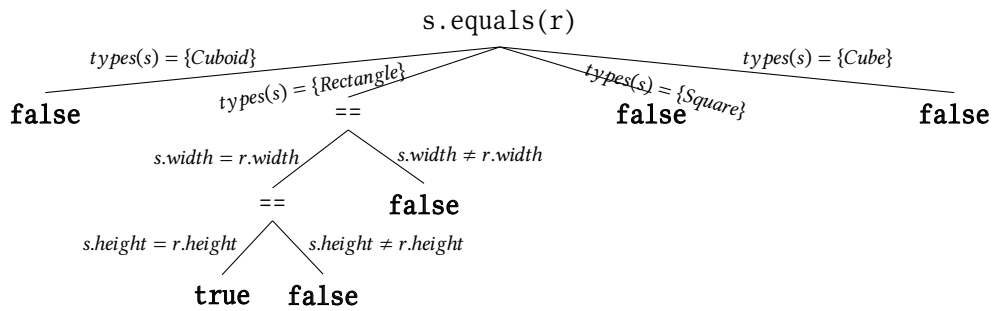 s.equals(r)
types(s) = {Cuboid}
types(s) = {Rectangle}
types(s) = {Square}
types(s) = {Cube}
false
==
false
false
s.width = r.width
s.width ≠ r.width
==
false
s.height = r.height
s.height ≠ r.height
true
false